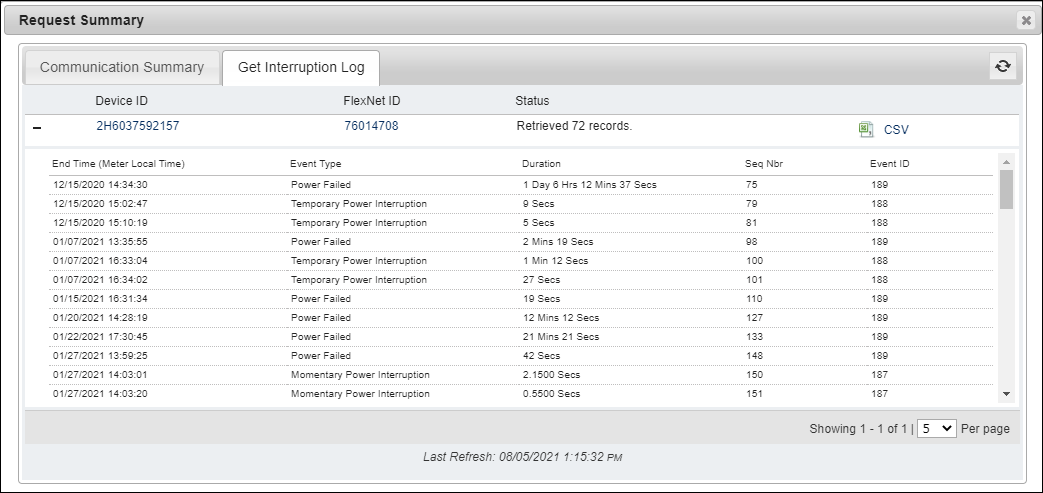 Request Summary
Communication Summary Get Interruption Log
Device ID FlexNet ID Status
2H6037592157 76014708 Retrieved 72 records. CSV
End Time (Meter Local Time) Event Type Duration Seq Nbr Event ID
12/15/2020 14:34:30 Power Failed 1 Day 6 Hrs 12 Mins 37 Secs 75 189
12/15/2020 15:02:47 Temporary Power Interruption 9 Secs 79 188
12/15/2020 15:10:19 Temporary Power Interruption 5 Secs 81 188
01/07/2021 13:35:55 Power Failed 2 Mins 19 Secs 98 189
01/07/2021 16:33:04 Temporary Power Interruption 1 Min 12 Secs 100 188
01/07/2021 16:34:02 Temporary Power Interruption 27 Secs 101 188
01/15/2021 16:31:34 Power Failed 19 Secs 110 189
01/20/2021 14:28:19 Power Failed 12 Mins 12 Secs 127 189
01/22/2021 17:30:45 Power Failed 21 Mins 21 Secs 133 189
01/27/2021 13:59:25 Power Failed 42 Secs 148 189
01/27/2021 14:03:01 Momentary Power Interruption 2.1500 Secs 150 187
01/27/2021 14:03:20 Momentary Power Interruption 0.5500 Secs 151 187
Showing 1 - 1 of 1 | 5 Per page
Last Refresh: 08/05/2021 1:15:32 PM